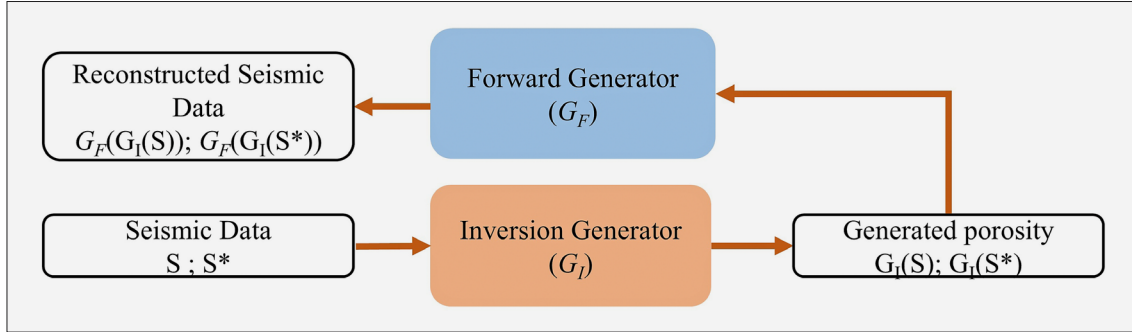 Reconstructed Seismic
Data
G_F(G_I(S)); G_F(G_I(S*))
Forward Generator
(G_F)
Seismic Data
S ; S*
Inversion Generator
(G_I)
Generated porosity
G_I(S); G_I(S*)